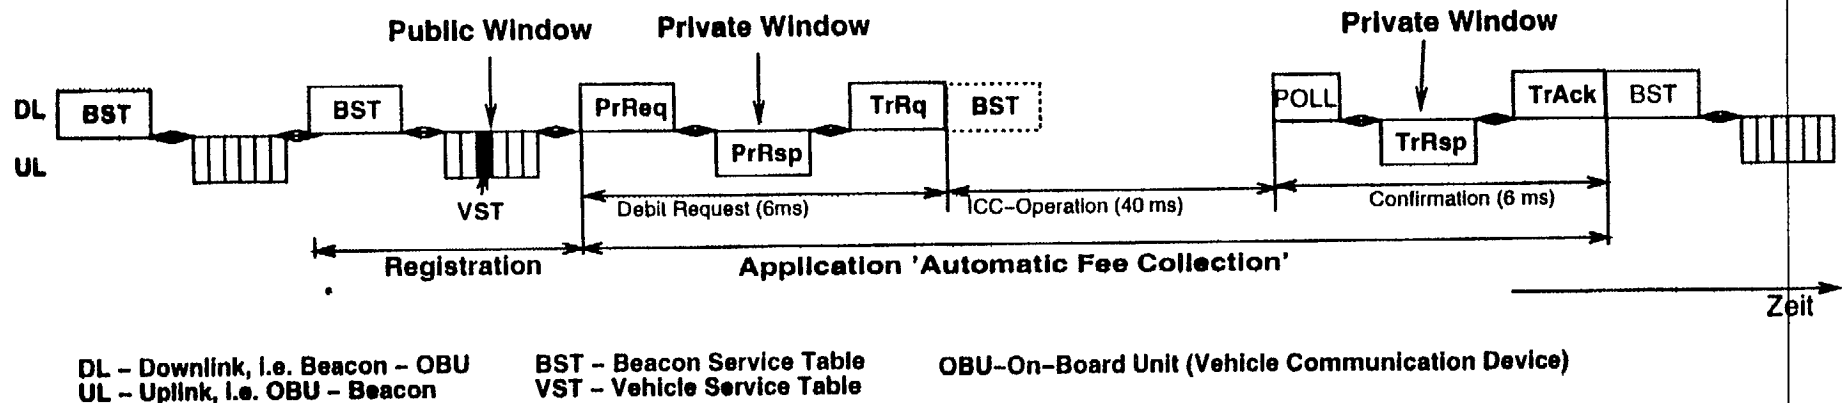 Public Window
Private Window
Private Window
DL
BST
BST
PrReq
TrRq
BST
POLL
TrAck
BST
UL
PrRsp
TrRsp
VST
Debit Request (6ms)
ICC-Operation (40 ms)
Confirmation (6 ms)
Registration
Application 'Automatic Fee Collection'
Zeit
DL - Downlink, i.e. Beacon - OBU
BST - Beacon Service Table
OBU-On-Board Unit (Vehicle Communication Device)
UL - Uplink, i.e. OBU - Beacon
VST - Vehicle Service Table